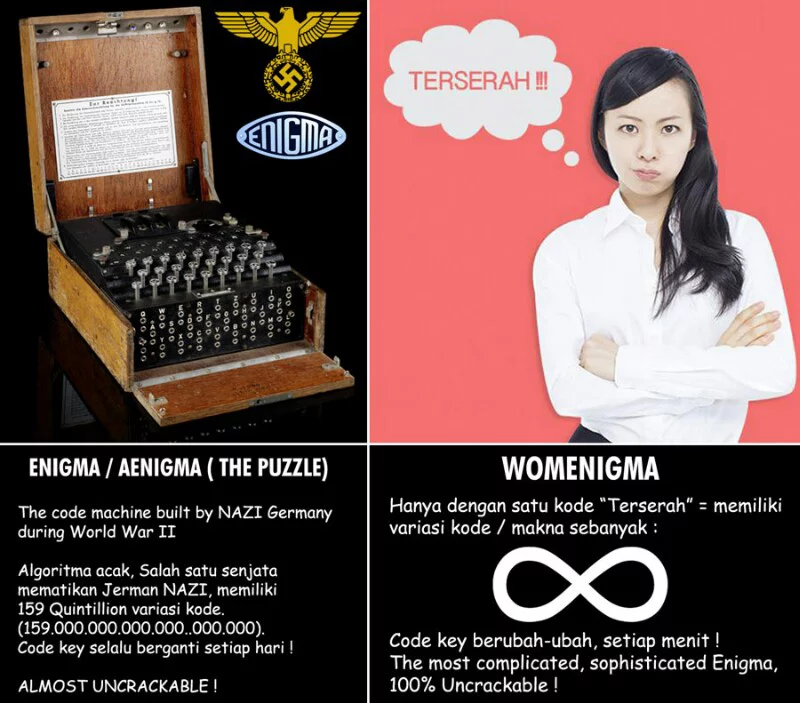 Zur Beachtung!
ENIGMA
Q W E R T Z U I O
TERSERAH !!!
ENIGMA / AENIGMA ( THE PUZZLE)
The code machine built by NAZI Germany
during World War II
Algoritma acak, Salah satu senjata
mematikan Jerman NAZI, memiliki
159 Quintillion variasi kode.
(159.000.000.000.000..000.000).
Code key selalu berganti setiap hari !
ALMOST UNCRACKABLE !
WOMENIGMA
Hanya dengan satu kode “Terserah” = memiliki
variasi kode / makna sebanyak :
Code key berubah-ubah, setiap menit !
The most complicated, sophisticated Enigma,
100% Uncrackable !